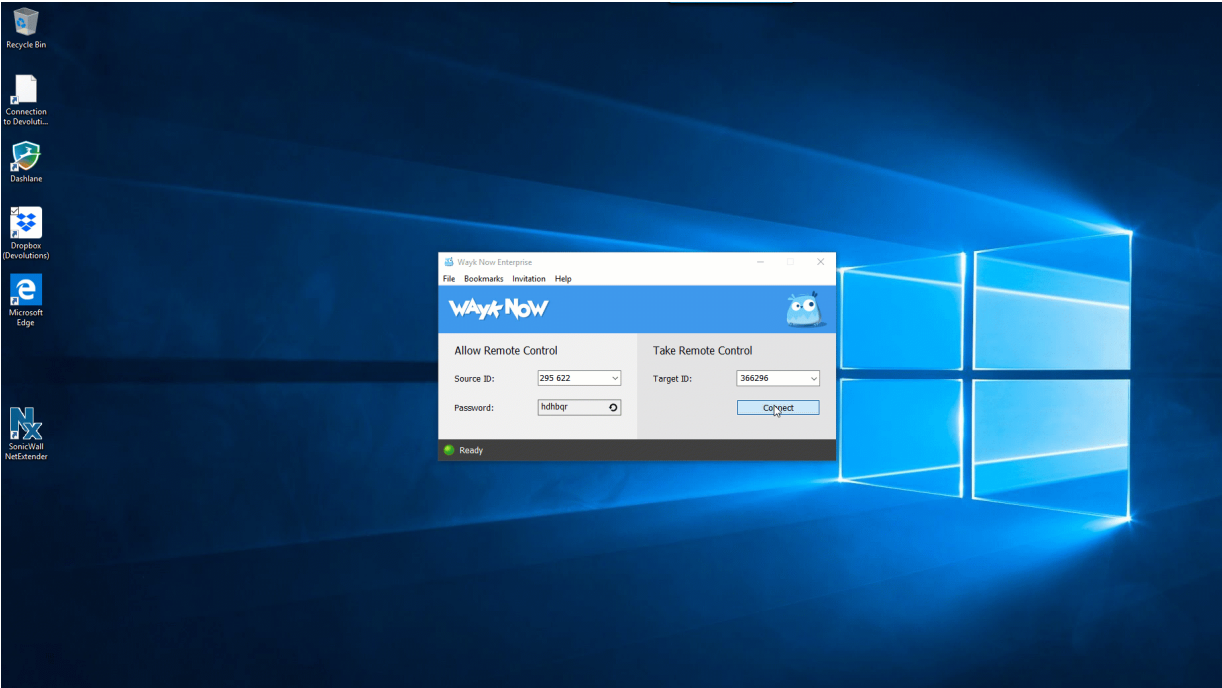 Recycle Bin
Connection
to Devoluti...
Dashlane
Dropbox
(Devolutions)
Microsoft
Edge
SonicWall
NetExtender
Wayk Now Enterprise
File Bookmarks Invitation Help
WAyk NoW
Allow Remote Control
Source ID: 295 622
Password: hdhbqr
Take Remote Control
Target ID: 366296
Connect
Ready